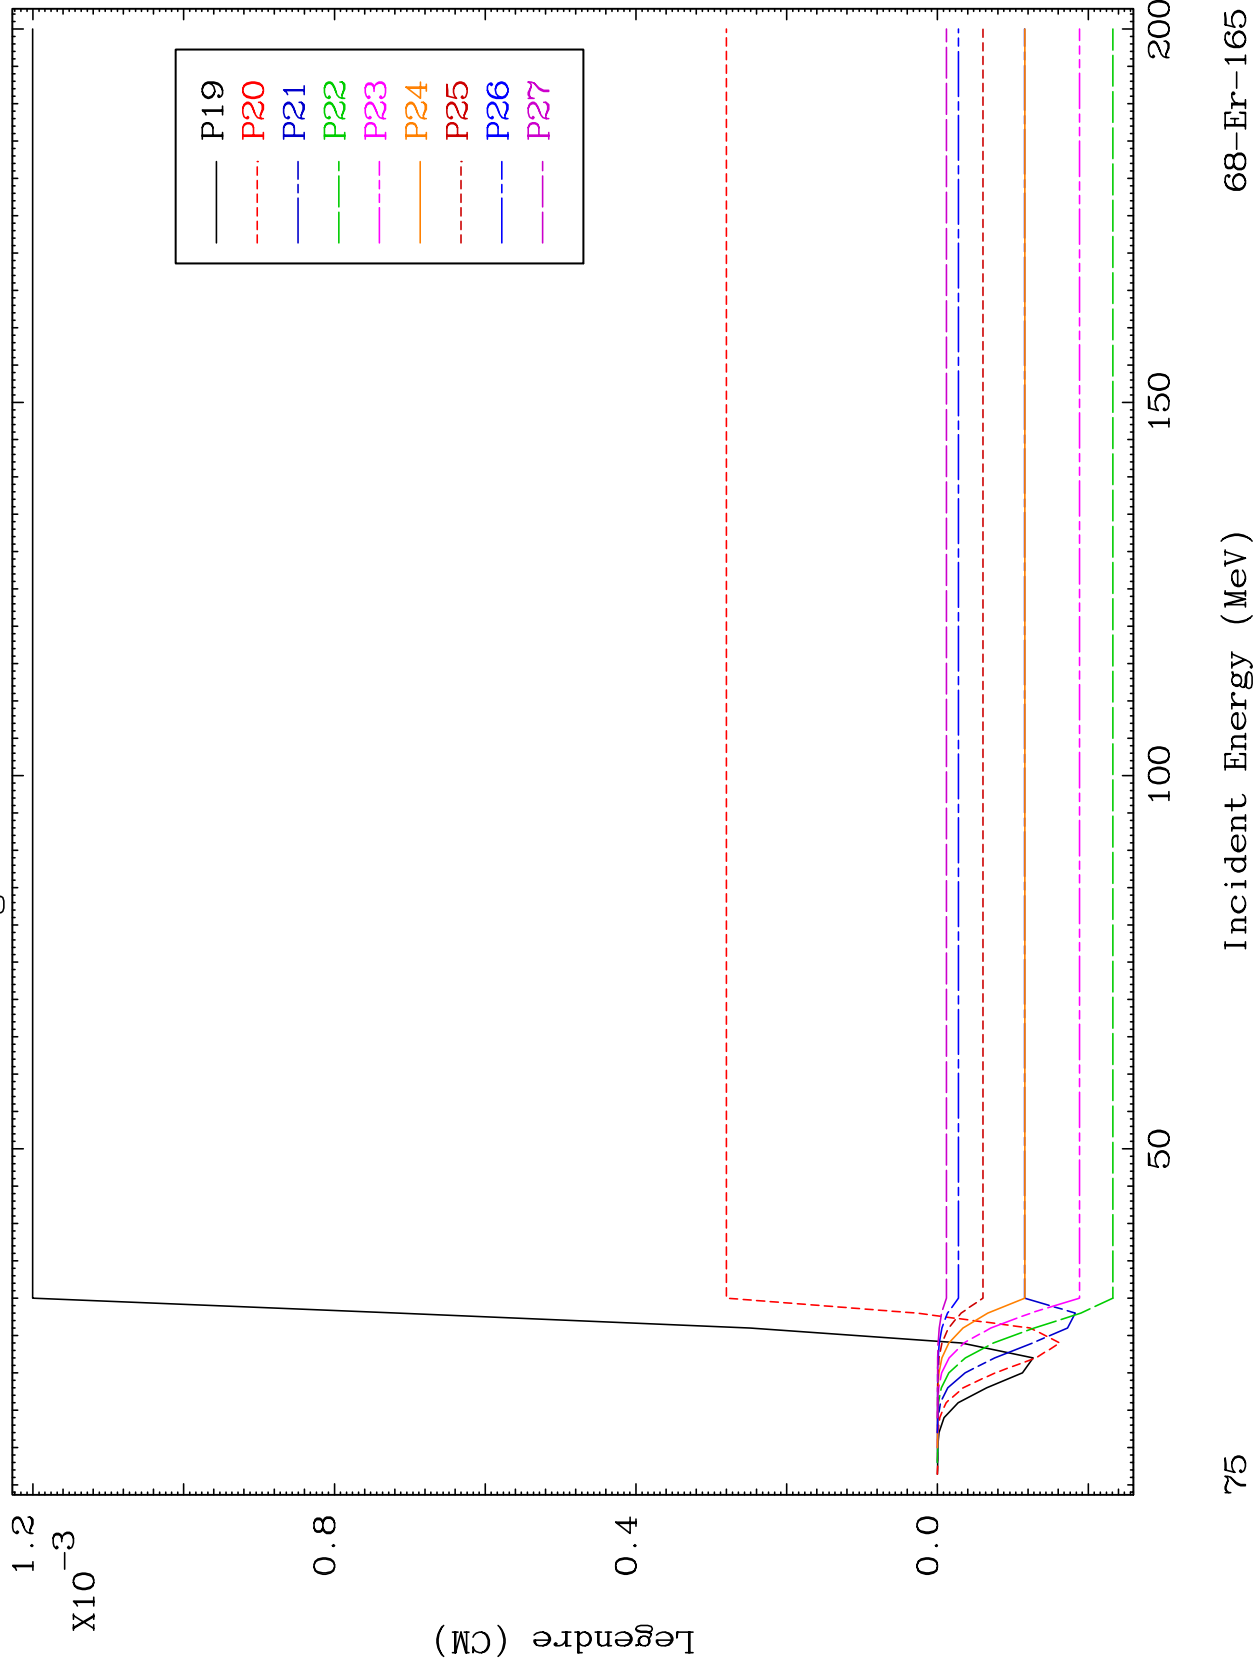 1.2
X10⁻³
0.8
0.4
0.0
Legendre (CM)
P19
P20
P21
P22
P23
P24
P25
P26
P27
50
100
150
200
Incident Energy (MeV)
75
68-Er-165